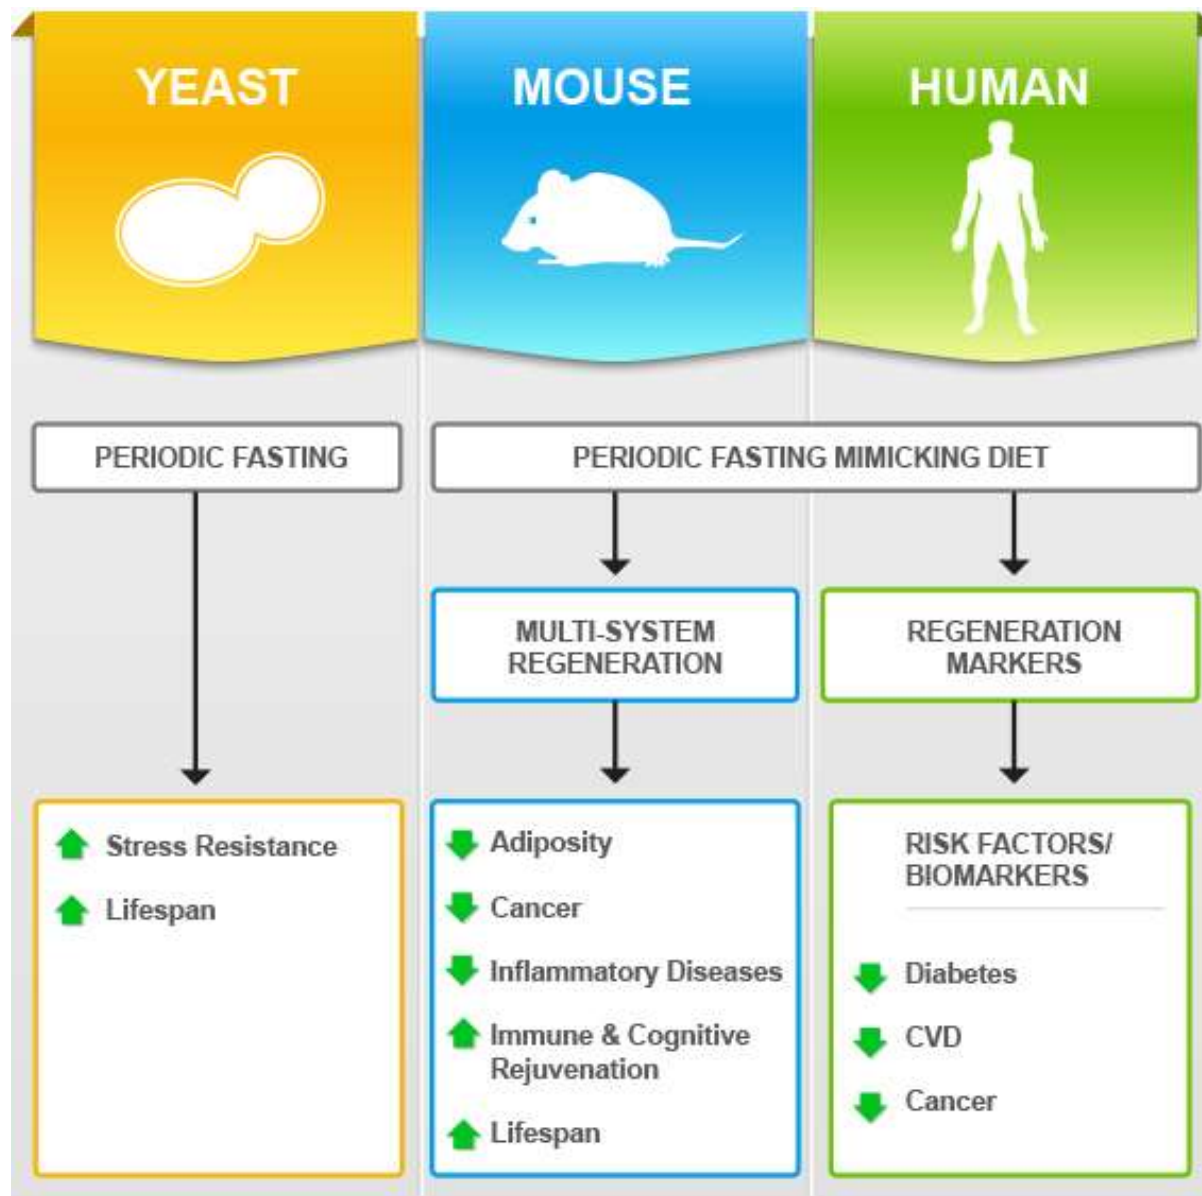 YEAST
MOUSE
HUMAN
PERIODIC FASTING
PERIODIC FASTING MIMICKING DIET
MULTI-SYSTEM
REGENERATION
REGENERATION
MARKERS
Stress Resistance
Lifespan
Adiposity
Cancer
Inflammatory Diseases
Immune & Cognitive
Rejuvenation
Lifespan
RISK FACTORS/
BIOMARKERS
Diabetes
CVD
Cancer